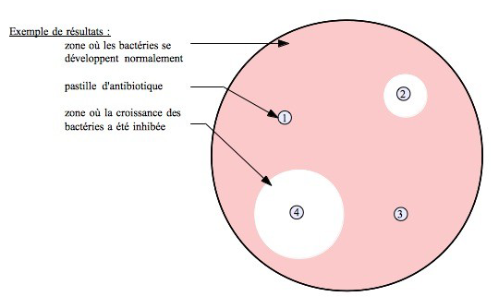 Exemple de résultats :
zone où les bactéries se
développent normalement
pastille d'antibiotique
zone où la croissance des
bactéries a été inhibée
1
2
3
4